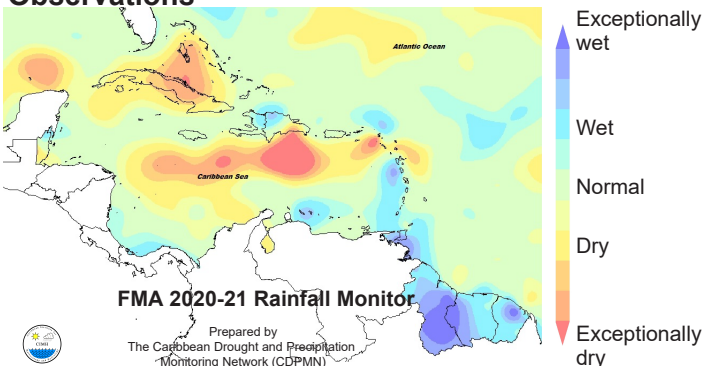 Observations
Atlantic Ocean
Caribbean Sea
FMA 2020-21 Rainfall Monitor
Prepared by
The Caribbean Drought and Precipitation
Monitoring Network (CDPMN)
CIMH
Exceptionally
wet
Wet
Normal
Dry
Exceptionally
dry